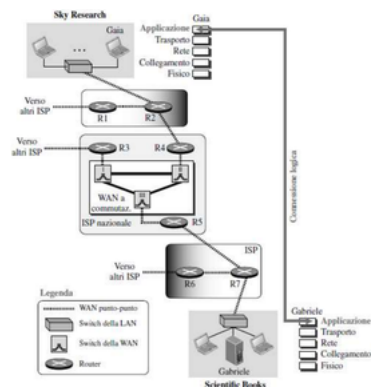 Sky Research
Gaia
Gaia
Applicazione
Trasporto
Rete
Collegamento
Fisico
Verso
altri ISP
R1
R2
Verso
altri ISP
R3
R4
WAN a
commutaz.
ISP nazionale
R5
Connessione logica
ISP
Verso
altri ISP
R6
R7
Legenda
WAN punto-punto
Switch della LAN
Switch della WAN
Router
Gabriele
Scientific Books
Gabriele
Applicazione
Trasporto
Rete
Collegamento
Fisico